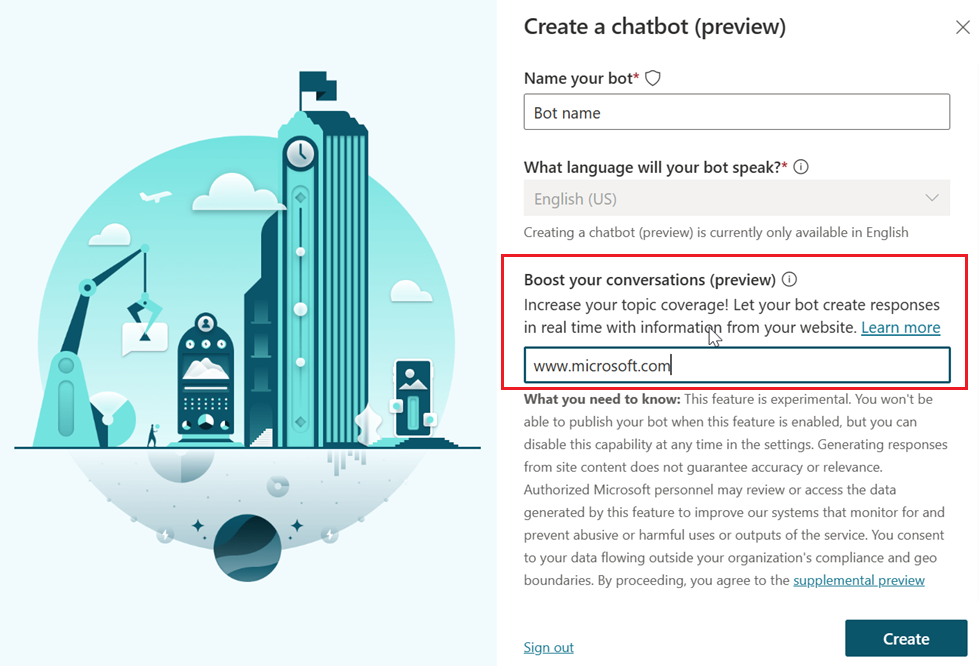 Create a chatbot (preview)
Name your bot*
Bot name
What language will your bot speak?*
English (US)
Creating a chatbot (preview) is currently only available in English
Boost your conversations (preview)
Increase your topic coverage! Let your bot create responses
in real time with information from your website. Learn more
www.microsoft.com
What you need to know: This feature is experimental. You won't be
able to publish your bot when this feature is enabled, but you can
disable this capability at any time in the settings. Generating responses
from site content does not guarantee accuracy or relevance.
Authorized Microsoft personnel may review or access the data
generated by this feature to improve our systems that monitor for and
prevent abusive or harmful uses or outputs of the service. You consent
to your data flowing outside your organization's compliance and geo
boundaries. By proceeding, you agree to the supplemental preview
Sign out
Create